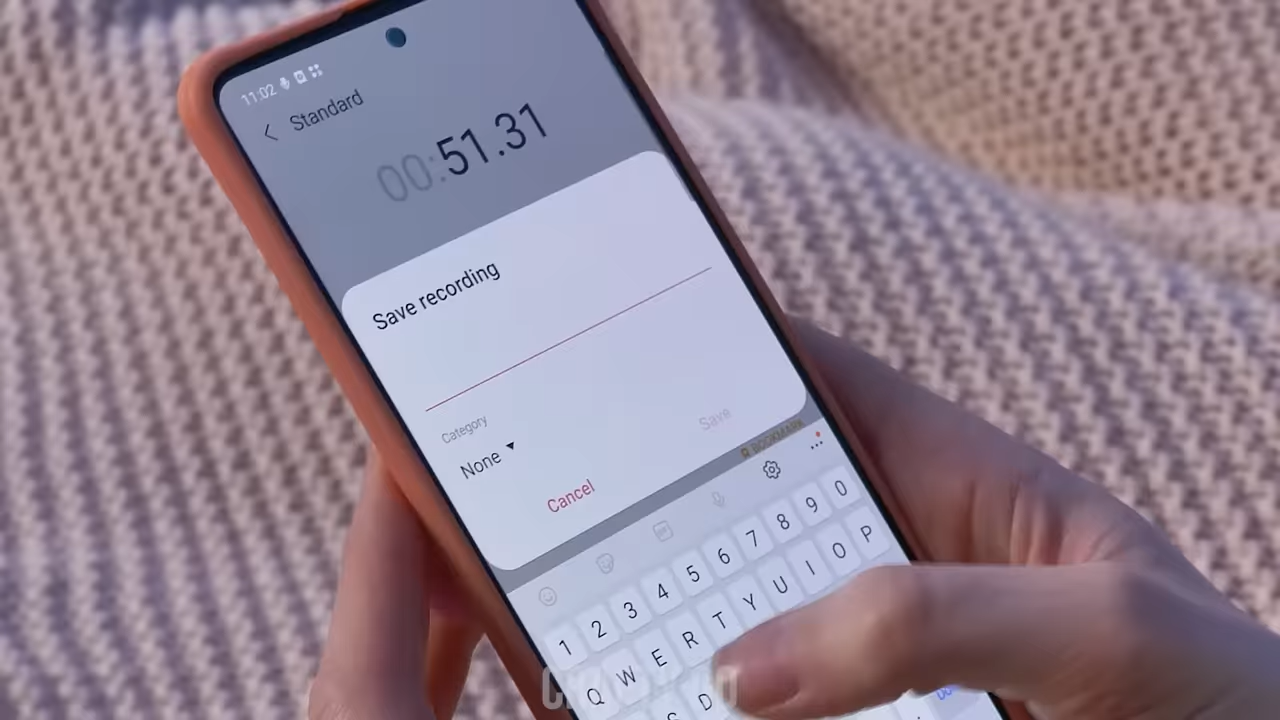 11:02
Standard
00:51.31
Save recording
Category
None
Save
Cancel
BOOKMARK
1 2 3 4 5 6 7 8 9 0
Q W E R T Y U I O P
D